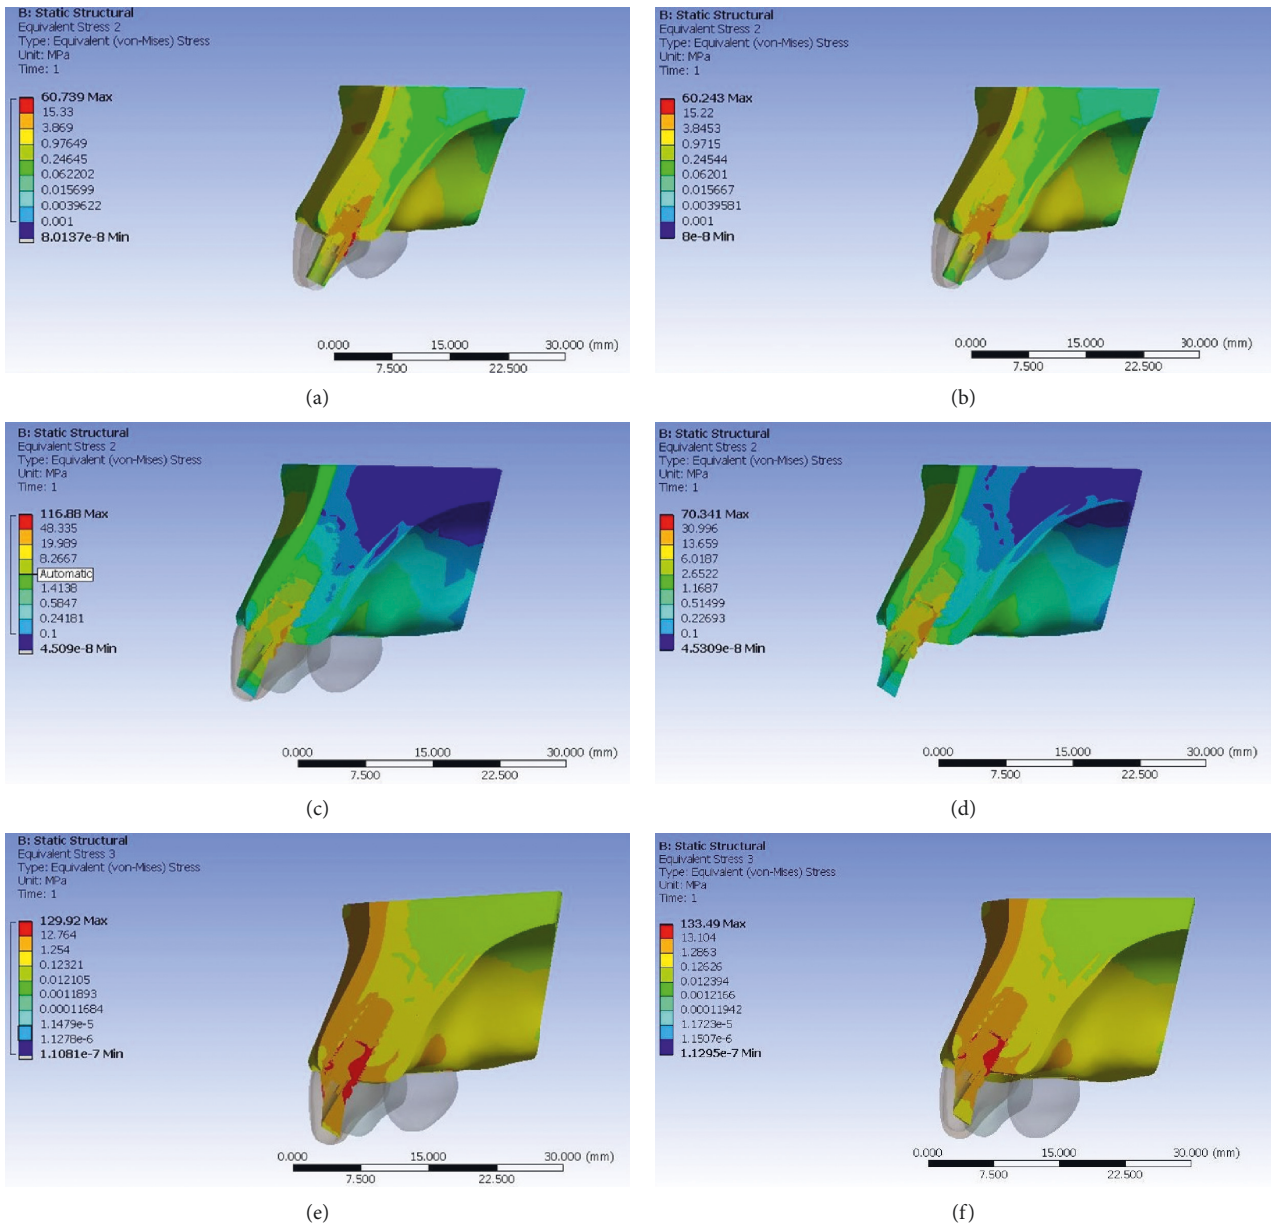 B: Static Structural
Equivalent Stress 2
Type: Equivalent (von-Mises) Stress
Unit: MPa
Time: 1
60.739 Max
15.33
3.869
0.97649
0.24645
0.062202
0.015699
0.0039622
0.001
8.0137e-8 Min
0.000 15.000 30.000 (mm)
7.500 22.500
(a)
B: Static Structural
Equivalent Stress 2
Type: Equivalent (von-Mises) Stress
Unit: MPa
Time: 1
60.243 Max
15.22
3.8453
0.9715
0.24544
0.06201
0.015667
0.0039581
0.001
8e-8 Min
0.000 15.000 30.000 (mm)
7.500 22.500
(b)
B: Static Structural
Equivalent Stress 2
Type: Equivalent (von-Mises) Stress
Unit: MPa
Time: 1
116.88 Max
48.335
19.989
8.2667
Automatic
1.4138
0.5847
0.24181
0.1
4.509e-8 Min
0.000 15.000 30.000 (mm)
7.500 22.500
(c)
B: Static Structural
Equivalent Stress 2
Type: Equivalent (von-Mises) Stress
Unit: MPa
Time: 1
70.341 Max
30.996
13.659
6.0187
2.6522
1.1687
0.51499
0.22693
0.1
4.5309e-8 Min
0.000 15.000 30.000 (mm)
7.500 22.500
(d)
B: Static Structural
Equivalent Stress 3
Type: Equivalent (von-Mises) Stress
Unit: MPa
Time: 1
129.92 Max
12.764
1.254
0.12321
0.012105
0.0011893
0.00011684
1.1479e-5
1.1278e-6
1.1081e-7 Min
0.000 15.000 30.000 (mm)
7.500 22.500
(e)
B: Static Structural
Equivalent Stress 3
Type: Equivalent (von-Mises) Stress
Unit: MPa
Time: 1
133.49 Max
13.104
1.2863
0.12626
0.012394
0.0012166
0.00011942
1.1723e-5
1.1507e-6
1.1295e-7 Min
0.000 15.000 30.000 (mm)
7.500 22.500
(f)